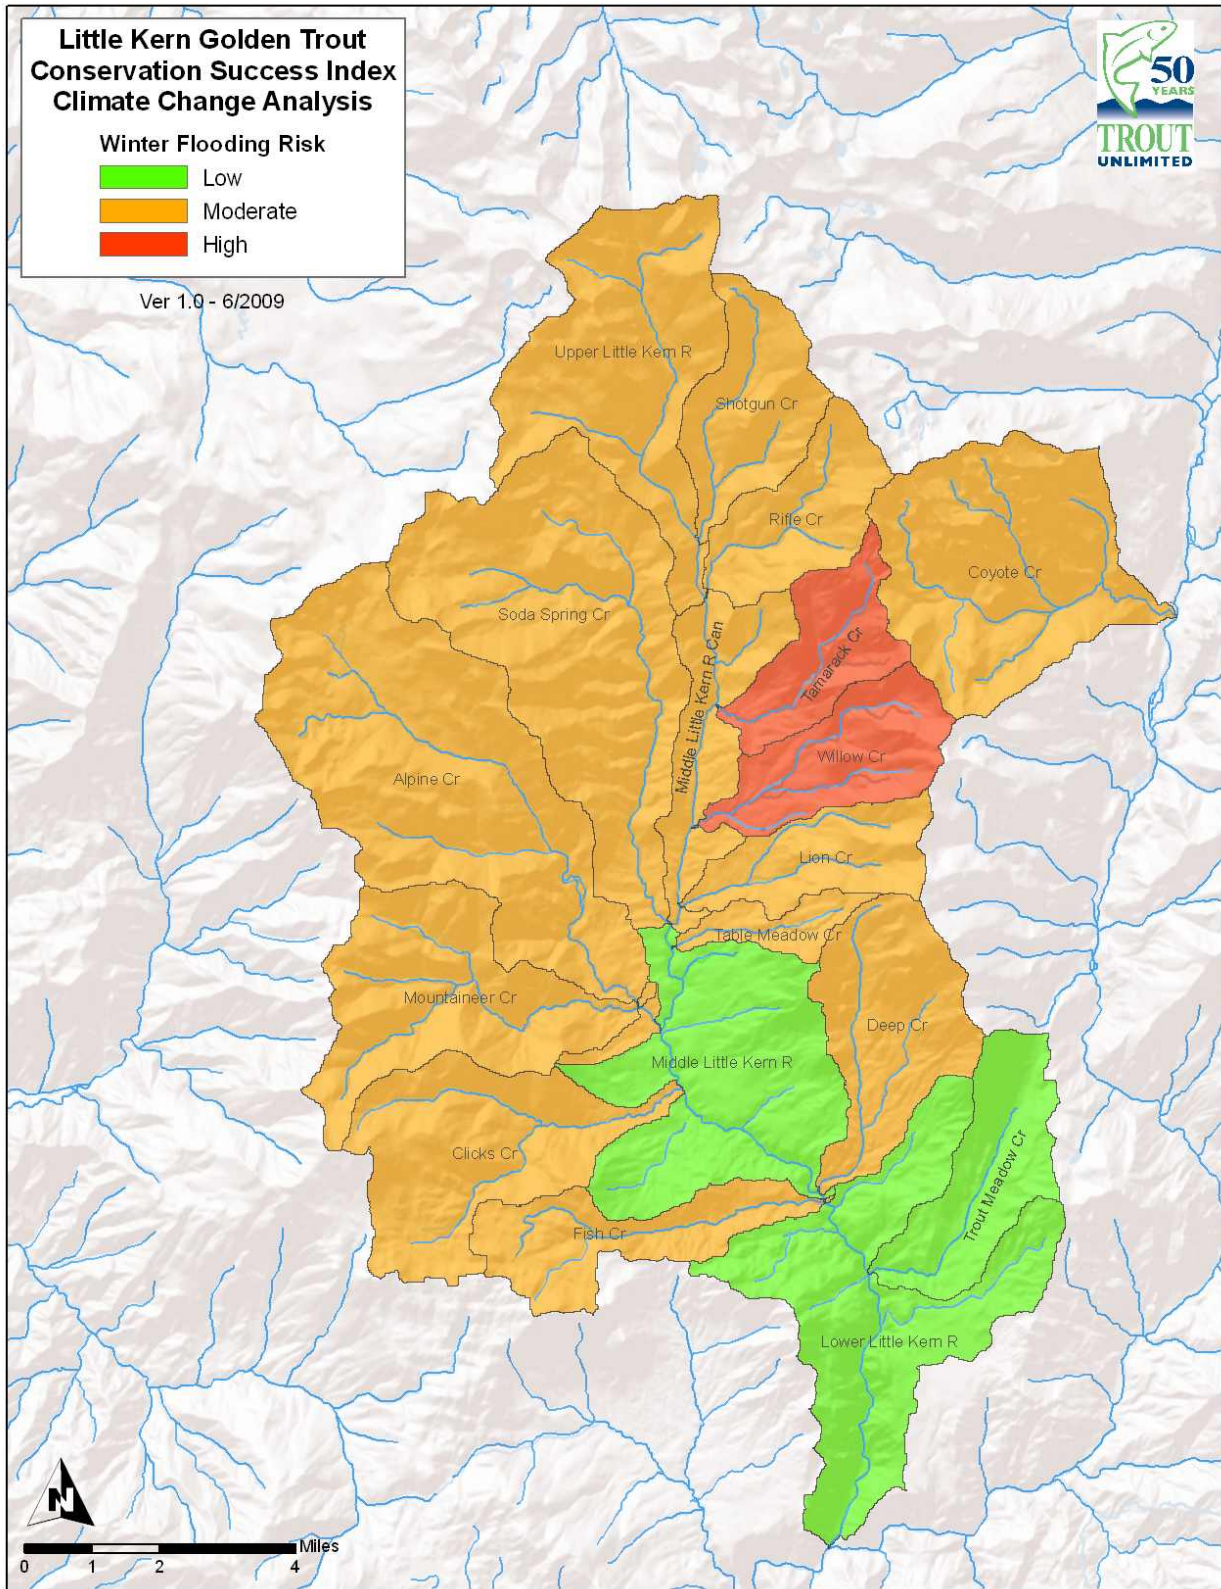 Little Kern Golden Trout
Conservation Success Index
Climate Change Analysis
Winter Flooding Risk
Low
Moderate
High
Ver 1.0 - 6/2009
50
YEARS
TROUT
UNLIMITED
Upper Little Kern R
Shotgun Cr
Rifle Cr
Coyote Cr
Soda Spring Cr
Tamarack Cr
Middle Little Kern R Can
Willow Cr
Alpine Cr
Lion Cr
Table Meadow Cr
Mountaineer Cr
Deep Cr
Middle Little Kern R
Clicks Cr
Trout Meadow Cr
Fish Cr
Lower Little Kern R
N
Miles
0 1 2 4